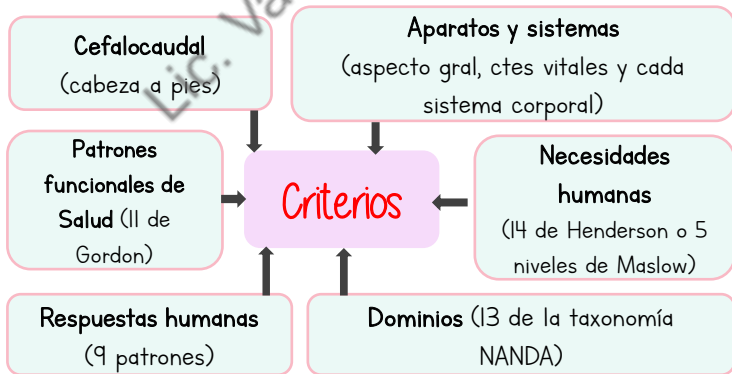 Lic. Va
Cefalocaudal
(cabeza a pies)
Aparatos y sistemas
(aspecto gral, ctes vitales y cada
sistema corporal)
Patrones
funcionales de
Salud (11 de
Gordon)
Criterios
Necesidades
humanas
(14 de Henderson o 5
niveles de Maslow)
Respuestas humanas
(9 patrones)
Dominios (13 de la taxonomía
NANDA)